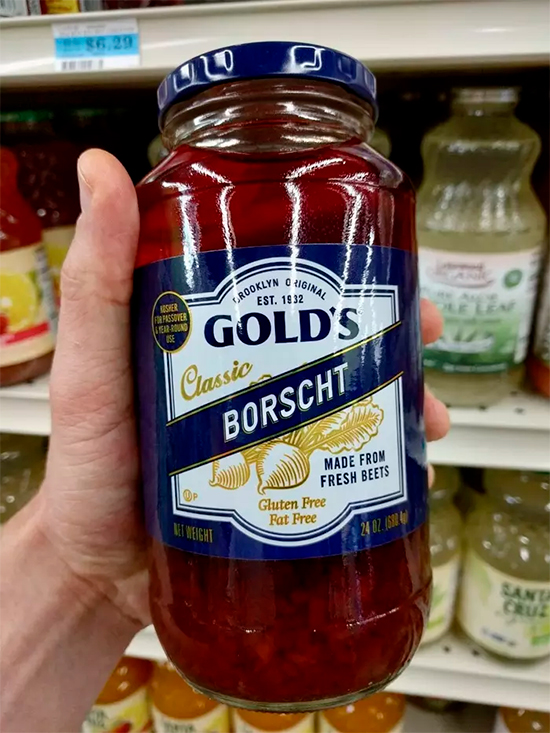 $6.29
BROOKLYN ORIGINAL
EST. 1932
KOSHER
FOR PASSOVER
& YEAR-ROUND
USE
GOLD'S
Classic
BORSCHT
MADE FROM
FRESH BEETS
Gluten Free
Fat Free
U P
NET WEIGHT
24 OZ.
ORGANIC
SANTA
CRUZ